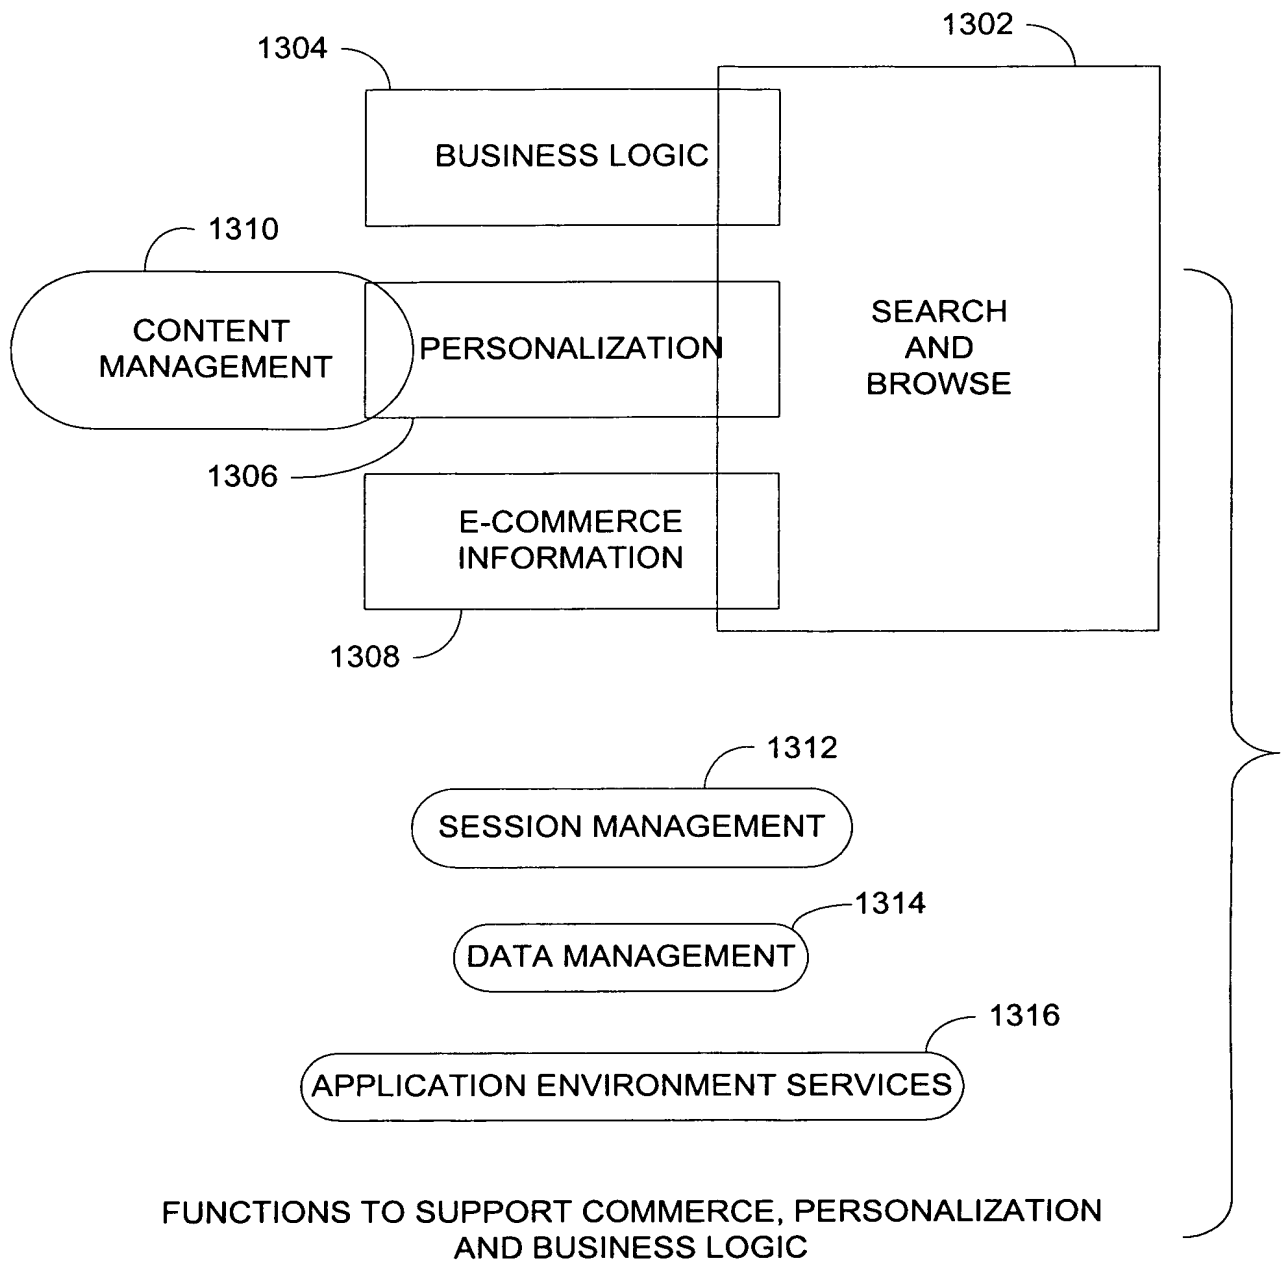 1302
1304
BUSINESS LOGIC
1310
CONTENT
MANAGEMENT
PERSONALIZATION
SEARCH
AND
BROWSE
1306
E-COMMERCE
INFORMATION
1308
1312
SESSION MANAGEMENT
1314
DATA MANAGEMENT
1316
APPLICATION ENVIRONMENT SERVICES
FUNCTIONS TO SUPPORT COMMERCE, PERSONALIZATION
AND BUSINESS LOGIC